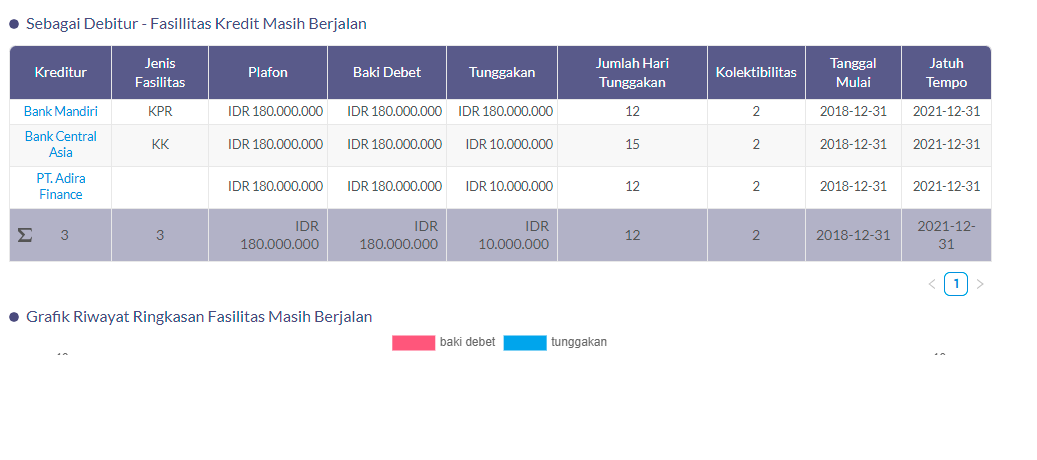 Sebagai Debitur - Fasillitas Kredit Masih Berjalan
Kreditur Jenis Fasilitas Plafon Baki Debet Tunggakan Jumlah Hari Tunggakan Kolektibilitas Tanggal Mulai Jatuh Tempo
Bank Mandiri KPR IDR 180.000.000 IDR 180.000.000 IDR 180.000.000 12 2 2018-12-31 2021-12-31
Bank Central Asia KK IDR 180.000.000 IDR 180.000.000 IDR 10.000.000 15 2 2018-12-31 2021-12-31
PT. Adira Finance IDR 180.000.000 IDR 180.000.000 IDR 10.000.000 12 2 2018-12-31 2021-12-31
Σ 3 3 IDR 180.000.000 IDR 180.000.000 IDR 10.000.000 12 2 2018-12-31 2021-12-31
< 1 >
Grafik Riwayat Ringkasan Fasilitas Masih Berjalan
baki debet tunggakan